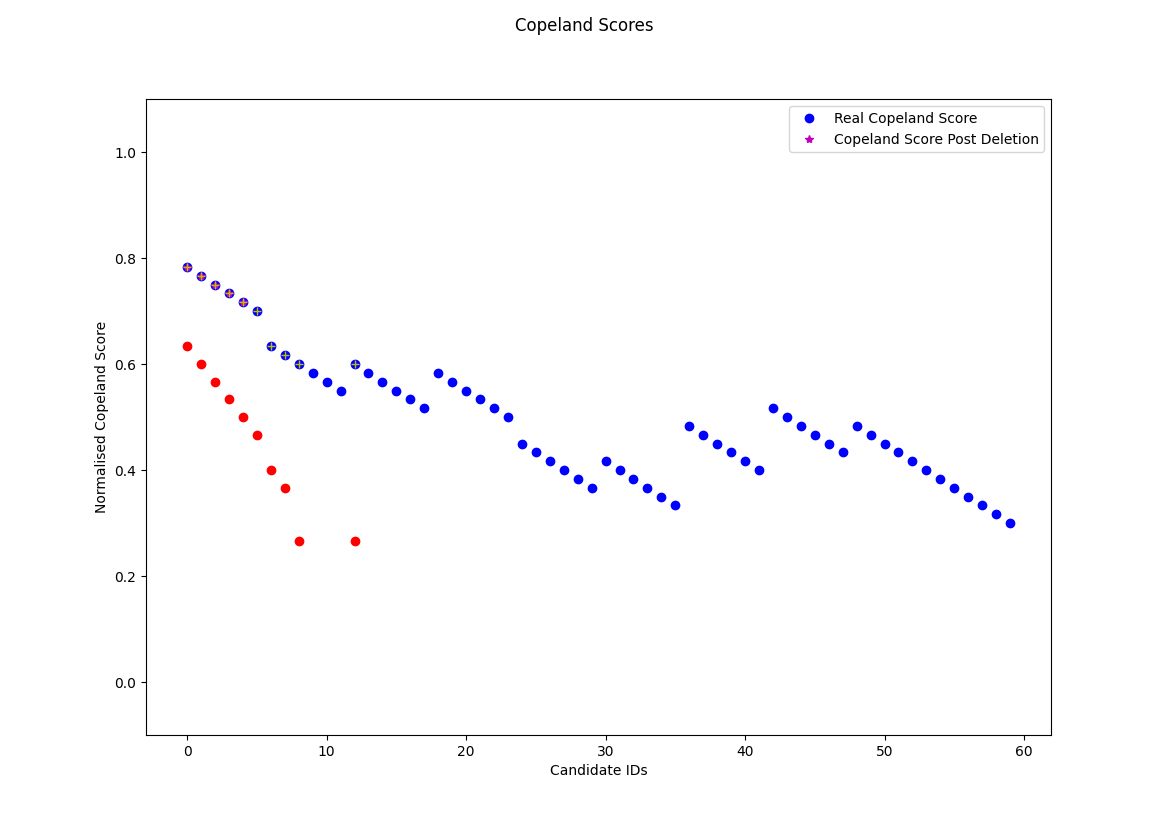 Copeland Scores
Real Copeland Score
Copeland Score Post Deletion
Normalised Copeland Score
1.0
0.8
0.6
0.4
0.2
0.0
0 10 20 30 40 50 60
Candidate IDs